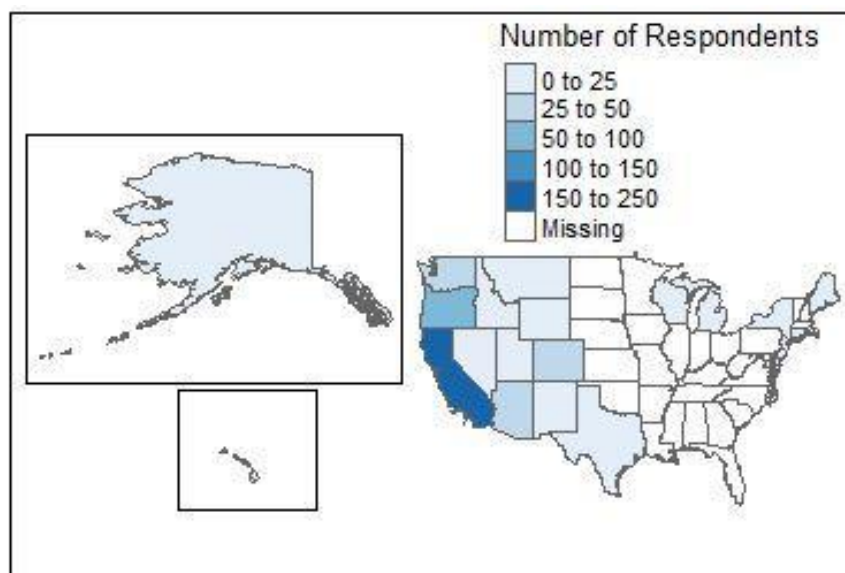 Number of Respondents
0 to 25
25 to 50
50 to 100
100 to 150
150 to 250
Missing